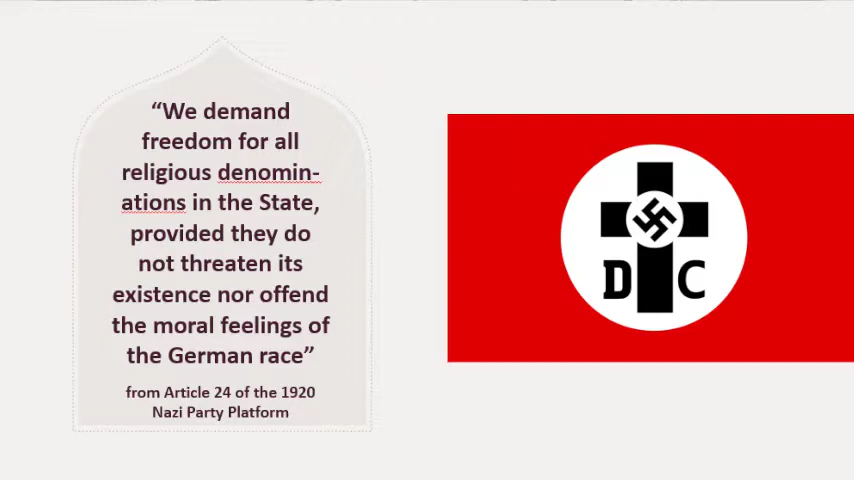 “We demand
freedom for all
religious denomin-
ations in the State,
provided they do
not threaten its
existence nor offend
the moral feelings of
the German race”
from Article 24 of the 1920
Nazi Party Platform
D C